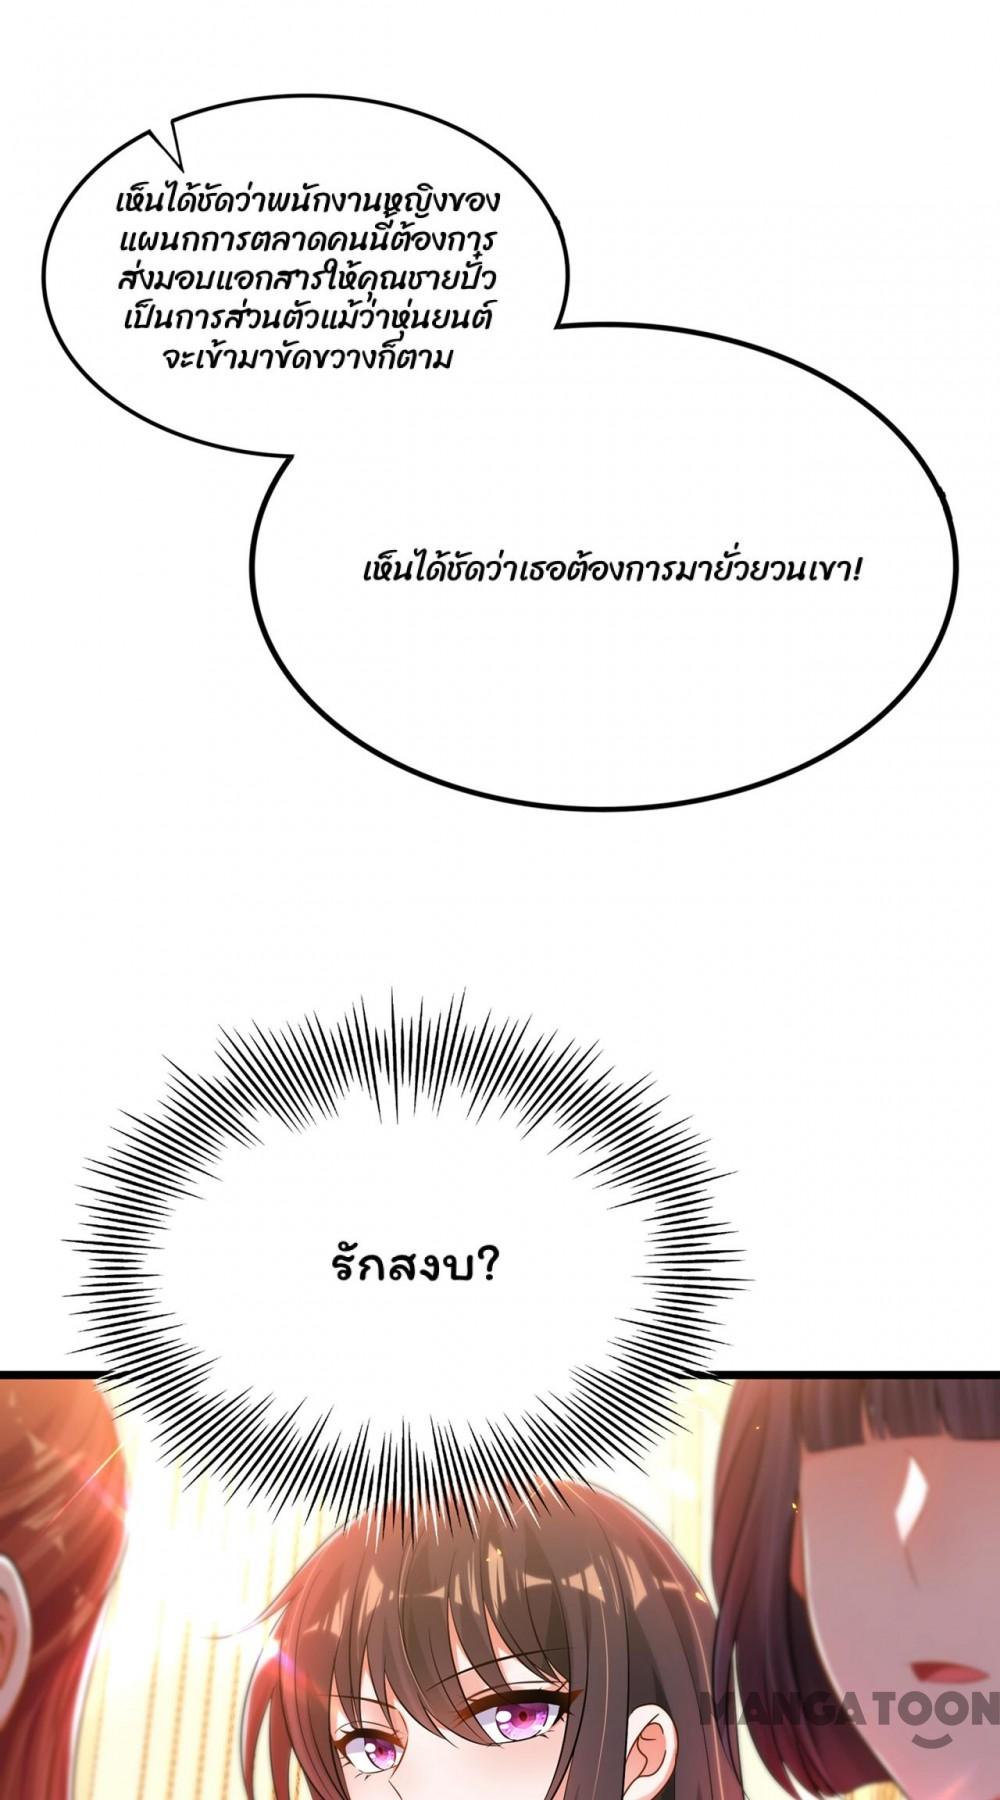 เห็นได้ชัดว่าพนักงานหญิงของ
แผนกการตลาดคนนี้ต้องการ
ส่งมอบแอกสารให้คุณชายปั๋ว
เป็นการส่วนตัวแม้ว่าหุ่นยนต์
จะเข้ามาขัดขวางก็ตาม
เห็นได้ชัดว่าเธอต้องการมายั่วยวนเขา!
รักสงบ?
MANGATOON